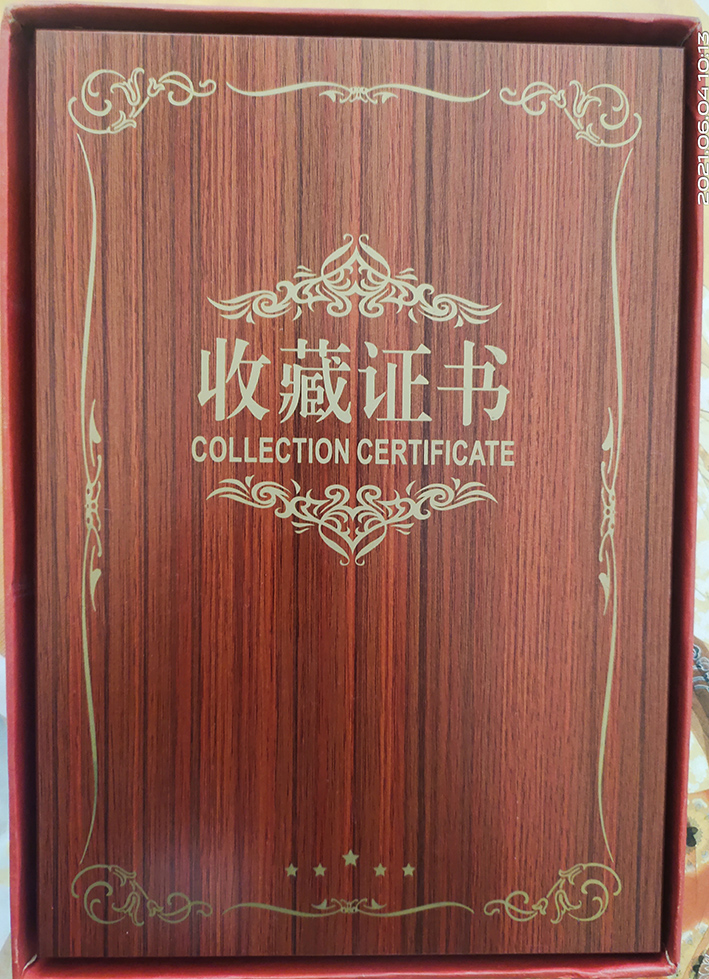 收藏证书
COLLECTION CERTIFICATE
2021.06.04 10:13